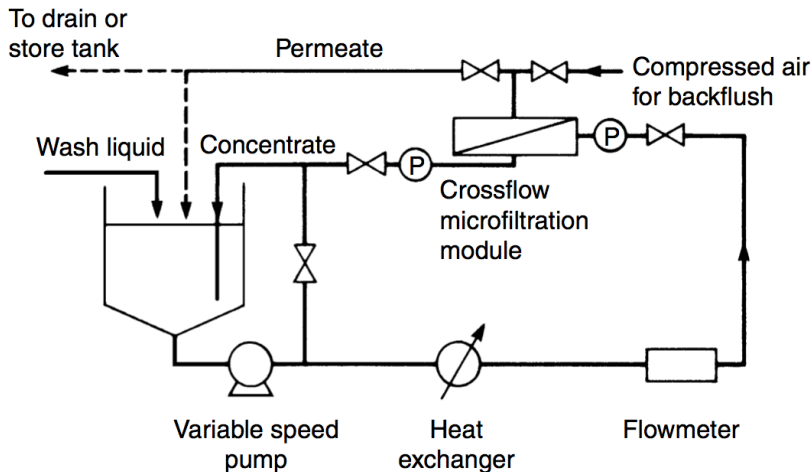 To drain or
store tank
Permeate
Compressed air
for backflush
Wash liquid
Concentrate
P
P
Crossflow
microfiltration
module
Variable speed
pump
Heat
exchanger
Flowmeter